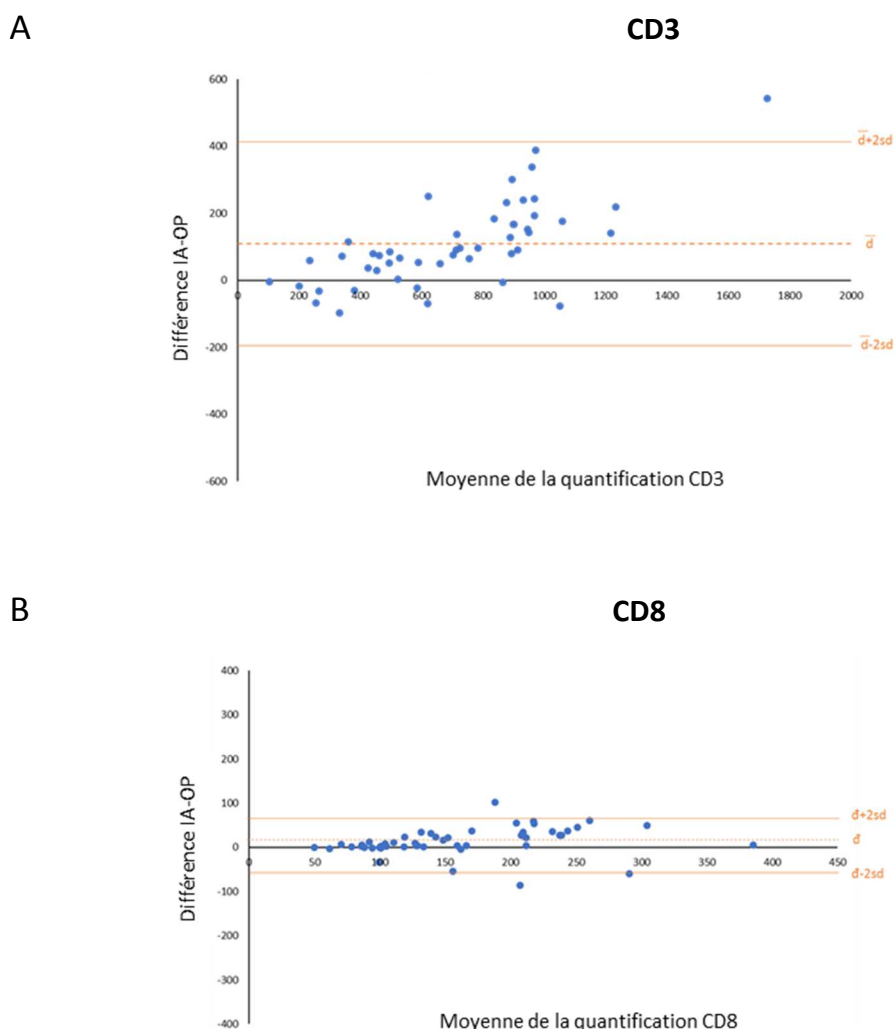 A
CD3
600
400
200
0
-200
-400
-600
0 200 400 600 800 1000 1200 1400 1600 1800 2000
Différence IA-OP
d̅+2sd
d̅
d̅-2sd
Moyenne de la quantification CD3
B
CD8
400
300
200
100
0
-100
-200
-300
-400
0 50 100 150 200 250 300 350 400 450
Différence IA-OP
đ+2sd
đ
đ-2sd
Moyenne de la quantification CD8